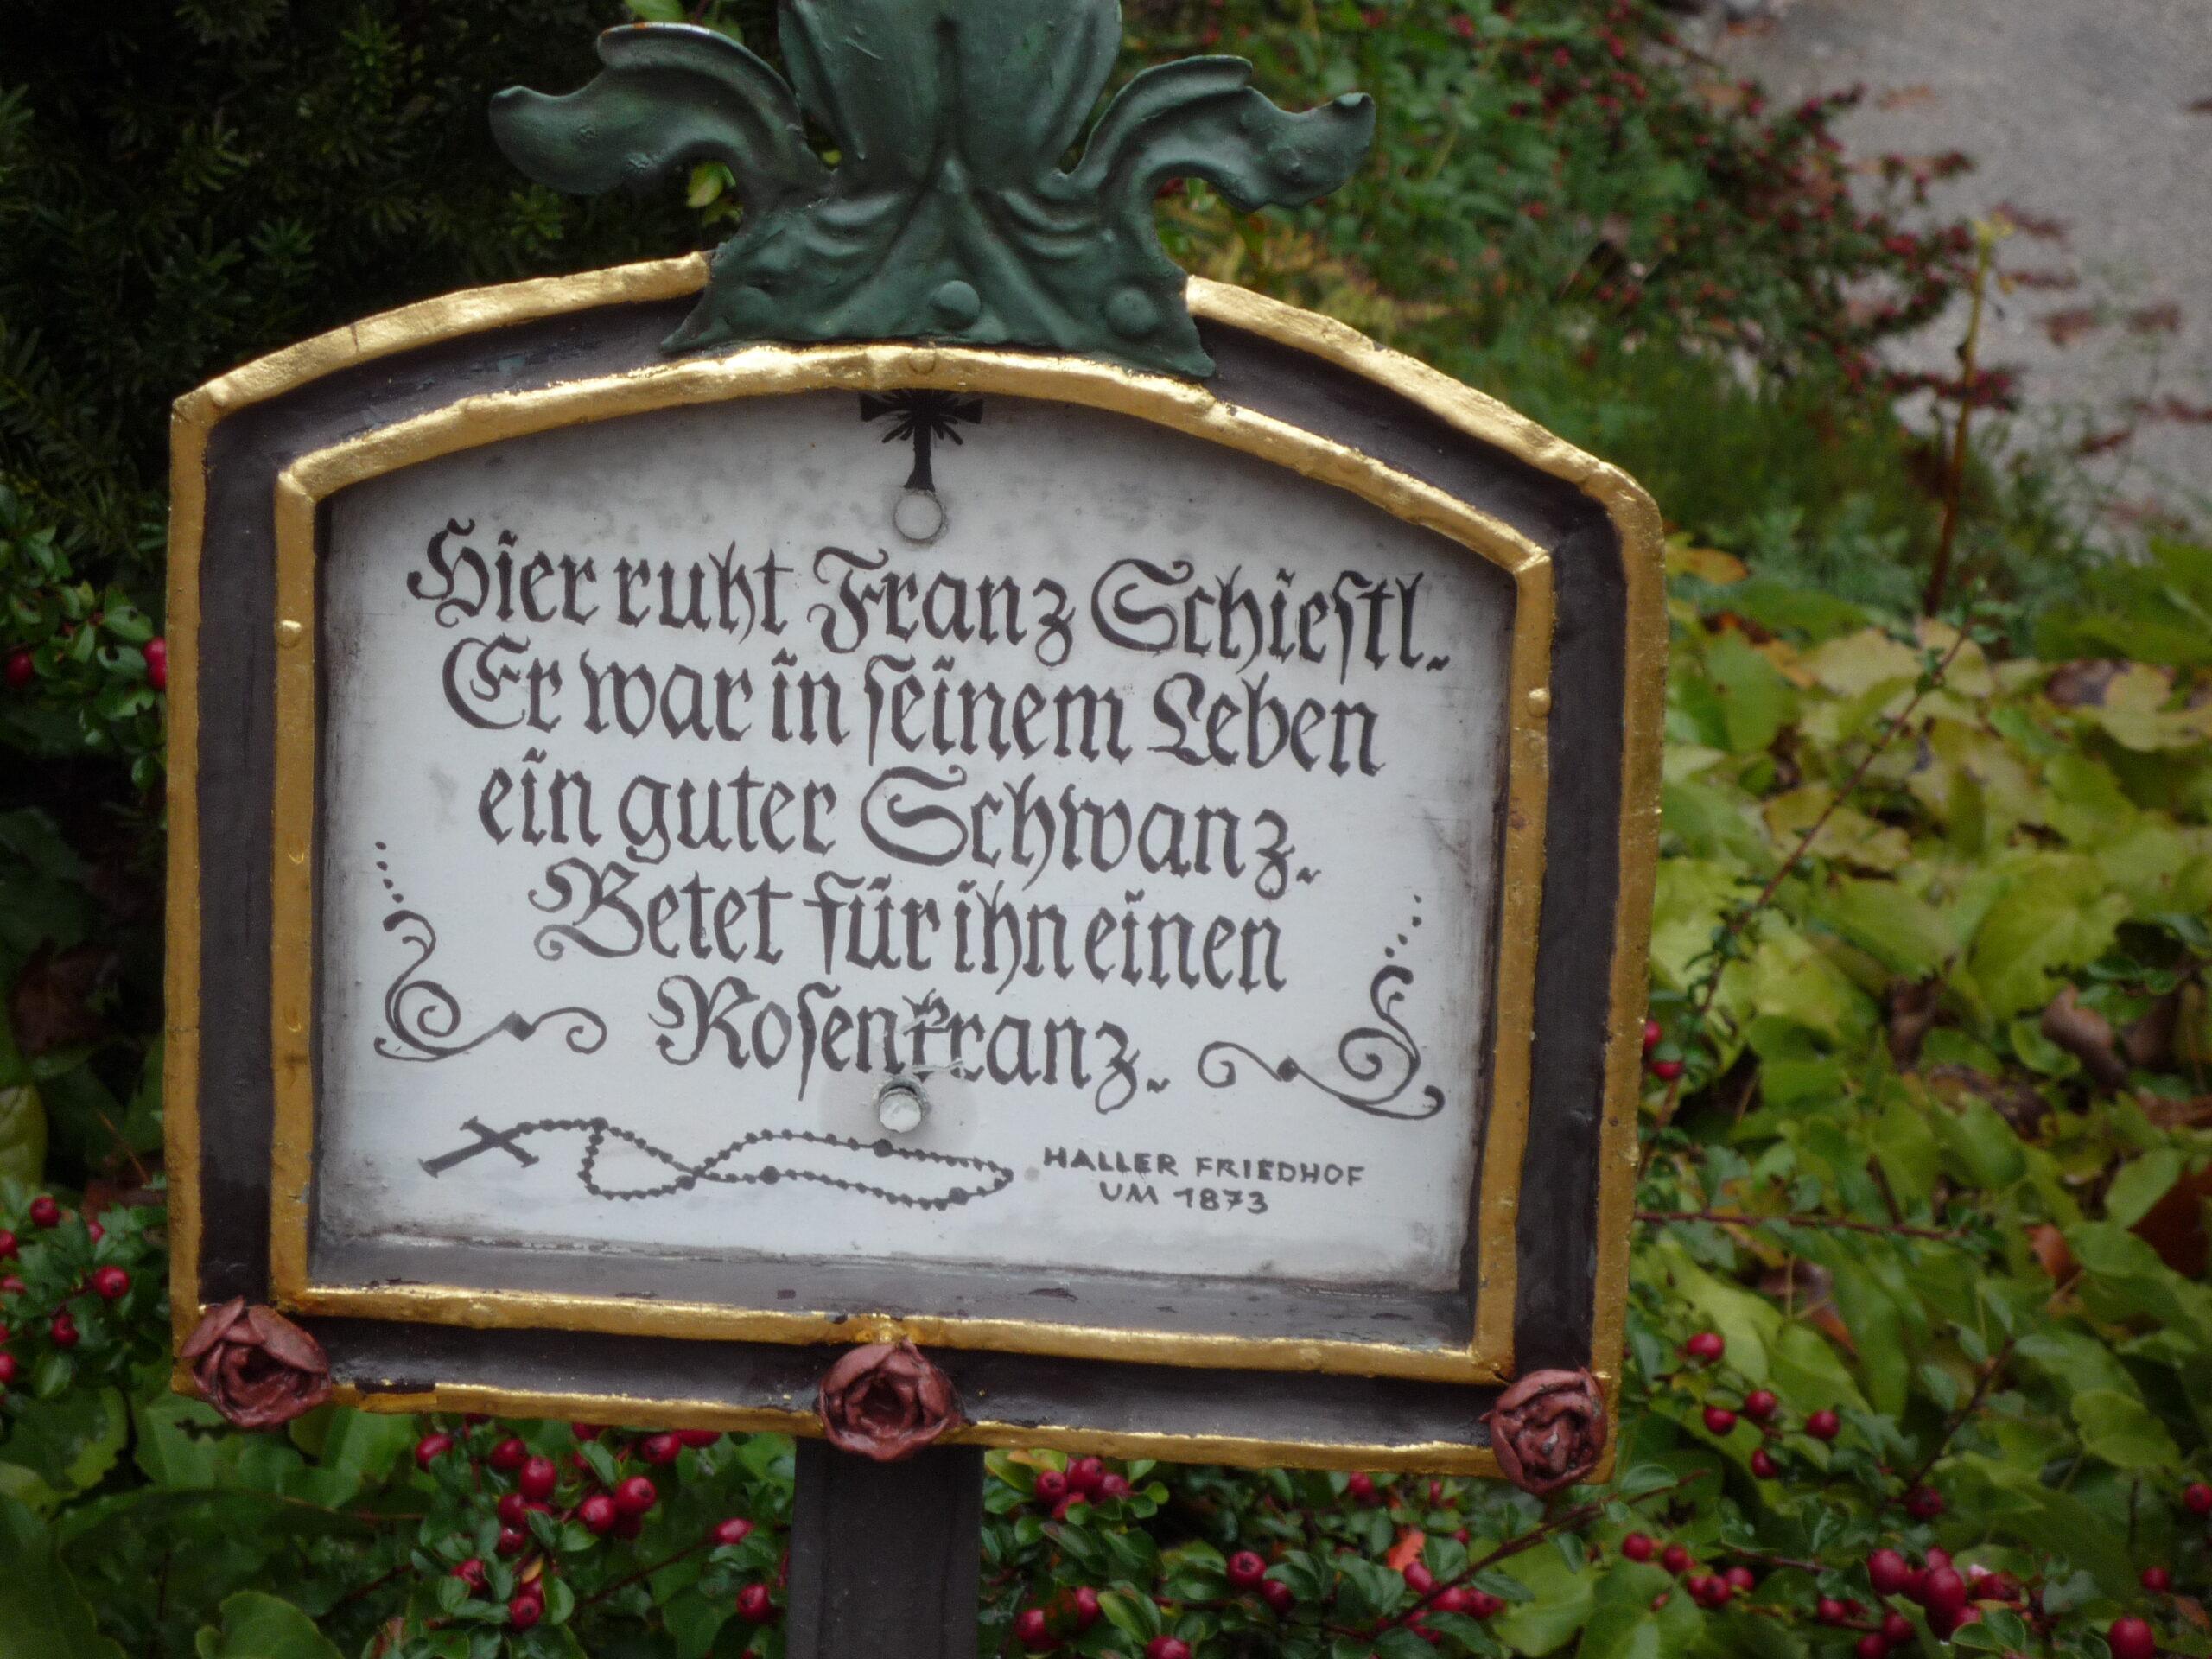 Hier ruht Franz Schieſtl.
Er war in ſeinem Leben
ein guter Schwanz.
Betet für ihn einen
Roſenkranz.
HALLER FRIEDHOF
UM 1873